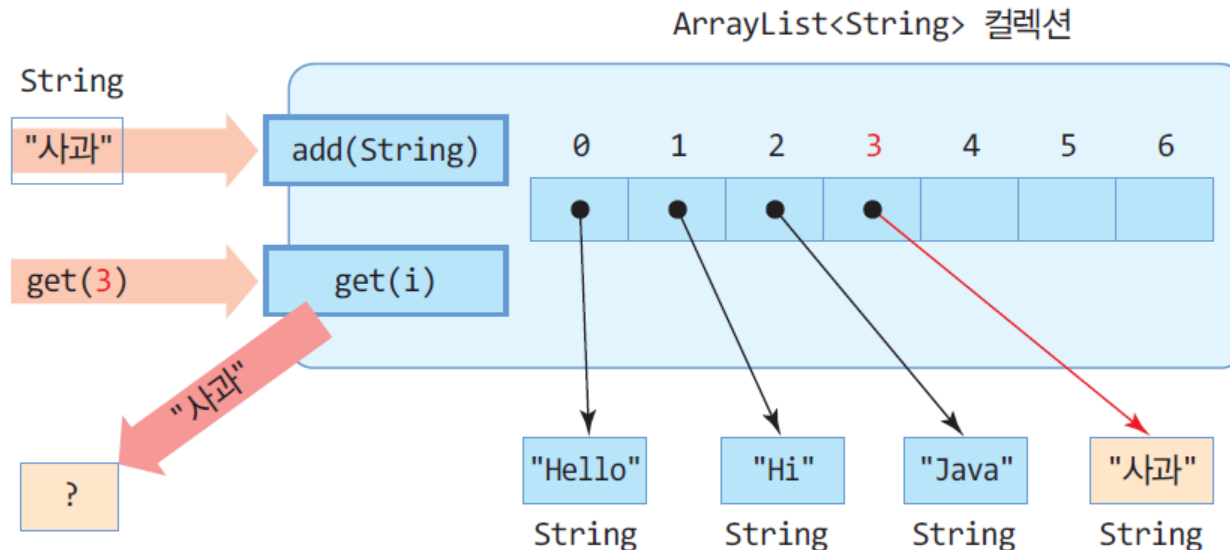 ArrayList<String> 컬렉션
String
"사과"
add(String)
0 1 2 3 4 5 6
get(3)
get(i)
"사과"
?
"Hello" "Hi" "Java" "사과"
String String String String